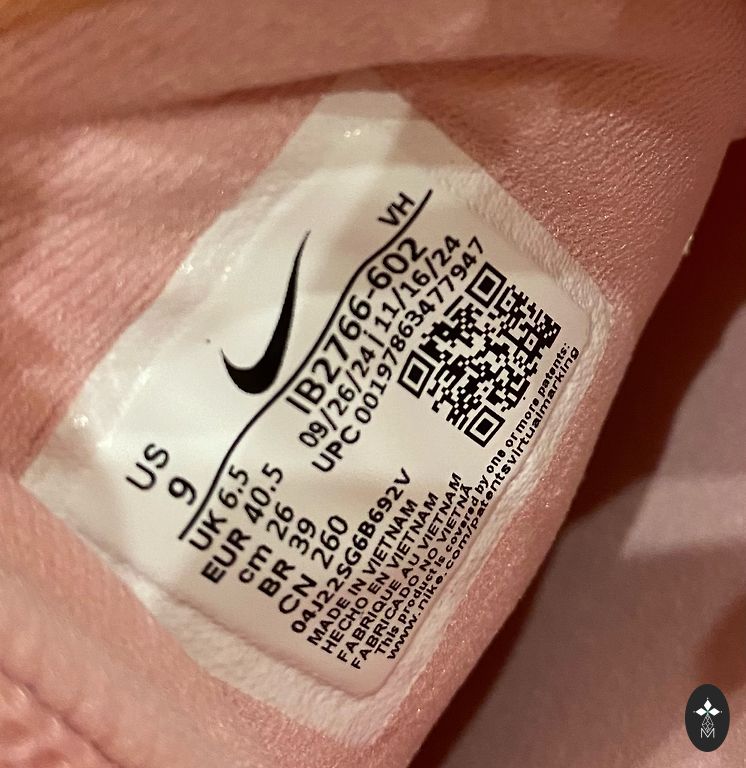 VH
IB2766-602
09/26/24 | 11/16/24
UPC 00197863477947
US
9
UK 6.5
EUR 40.5
cm 26
BR 39
CN 260
04J22SG6B692V
MADE IN VIETNAM
HECHO EN VIETNAM
FABRIQUE AU VIETNAM
FABRICADO NO VIETNÃ
This product is covered by one or more patents:
www.nike.com/patentsvirtualmarking
M